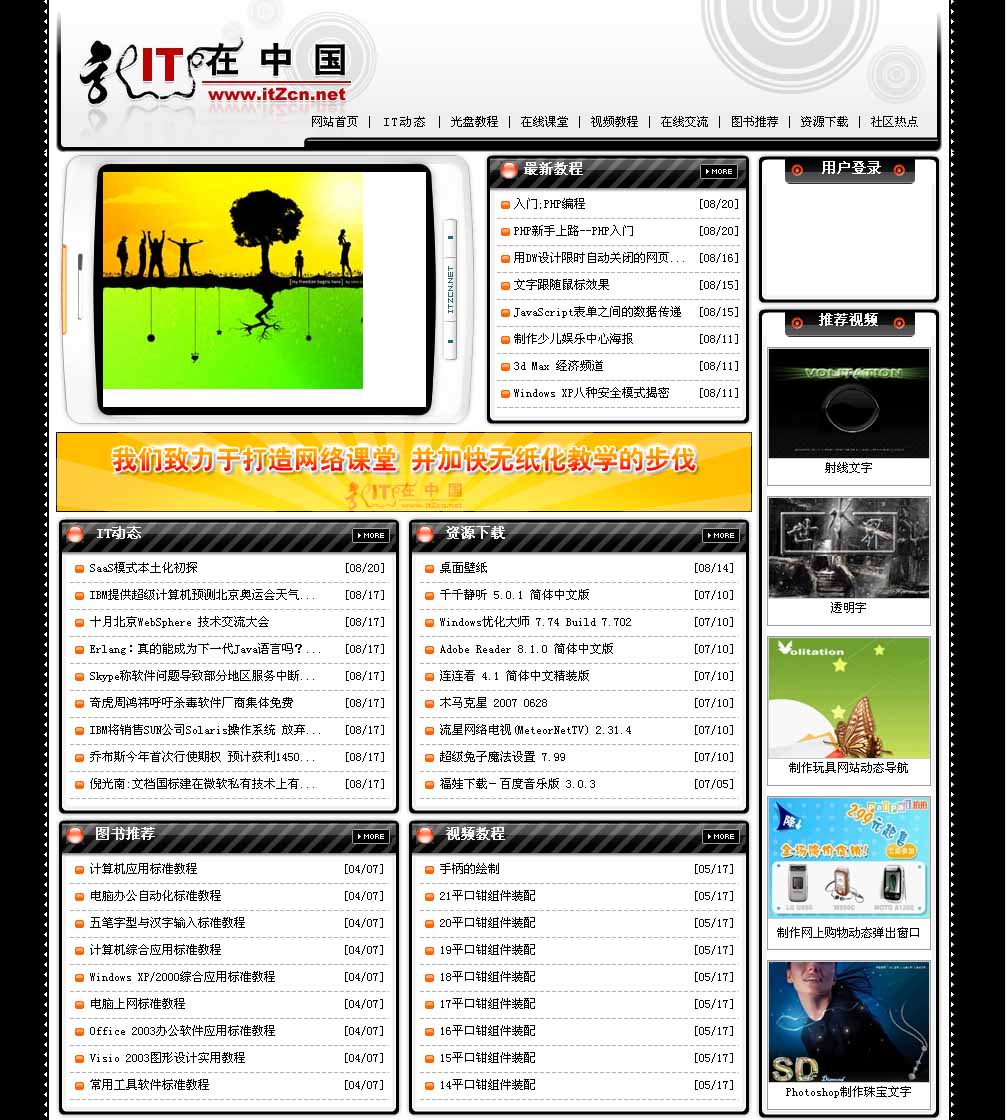 IT在中国
www.itZcn.net
网站首页 | IT动态 | 光盘教程 | 在线课堂 | 视频教程 | 在线交流 | 图书推荐 | 资源下载 | 社区热点
ITZCN.NET
最新教程 MORE
入门;PHP编程 [08/20]
PHP新手上路--PHP入门 [08/20]
用DW设计限时自动关闭的网页... [08/16]
文字跟随鼠标效果 [08/15]
JavaScript表单之间的数据传递 [08/15]
制作少儿娱乐中心海报 [08/11]
3d Max 经济频道 [08/11]
Windows XP八种安全模式揭密 [08/11]
用户登录
推荐视频
VOLITATION
射线文字
世界
透明字
Volitation
制作玩具网站动态导航
paipai拍拍
降
299元起售
全场降价促销!
LG U890 W550C MOTO A1200
制作网上购物动态弹出窗口
SD
Diamond
Photoshop制作珠宝文字
我们致力于打造网络课堂 并加快无纸化教学的步伐
IT在中国
www.itZcn.net
IT动态 MORE
SaaS模式本土化初探 [08/20]
IBM提供超级计算机预测北京奥运会天气... [08/17]
十月北京WebSphere 技术交流大会 [08/17]
Erlang：真的能成为下一代Java语言吗？... [08/17]
Skype称软件问题导致部分地区服务中断... [08/17]
奇虎周鸿祎呼吁杀毒软件厂商集体免费 [08/17]
IBM将销售SUN公司Solaris操作系统 放弃... [08/17]
乔布斯今年首次行使期权 预计获利1450... [08/17]
倪光南:文档国标建在微软私有技术上有... [08/17]
资源下载 MORE
桌面壁纸 [08/14]
千千静听 5.0.1 简体中文版 [07/10]
Windows优化大师 7.74 Build 7.702 [07/10]
Adobe Reader 8.1.0 简体中文版 [07/10]
连连看 4.1 简体中文精装版 [07/10]
木马克星 2007 0628 [07/10]
流星网络电视(MeteorNetTV) 2.31.4 [07/10]
超级兔子魔法设置 7.99 [07/10]
福娃下载－百度音乐版 3.0.3 [07/05]
图书推荐 MORE
计算机应用标准教程 [04/07]
电脑办公自动化标准教程 [04/07]
五笔字型与汉字输入标准教程 [04/07]
计算机综合应用标准教程 [04/07]
Windows XP/2000综合应用标准教程 [04/07]
电脑上网标准教程 [04/07]
Office 2003办公软件应用标准教程 [04/07]
Visio 2003图形设计实用教程 [04/07]
常用工具软件标准教程 [04/07]
视频教程 MORE
手柄的绘制 [05/17]
21平口钳组件装配 [05/17]
20平口钳组件装配 [05/17]
19平口钳组件装配 [05/17]
18平口钳组件装配 [05/17]
17平口钳组件装配 [05/17]
16平口钳组件装配 [05/17]
15平口钳组件装配 [05/17]
14平口钳组件装配 [05/17]